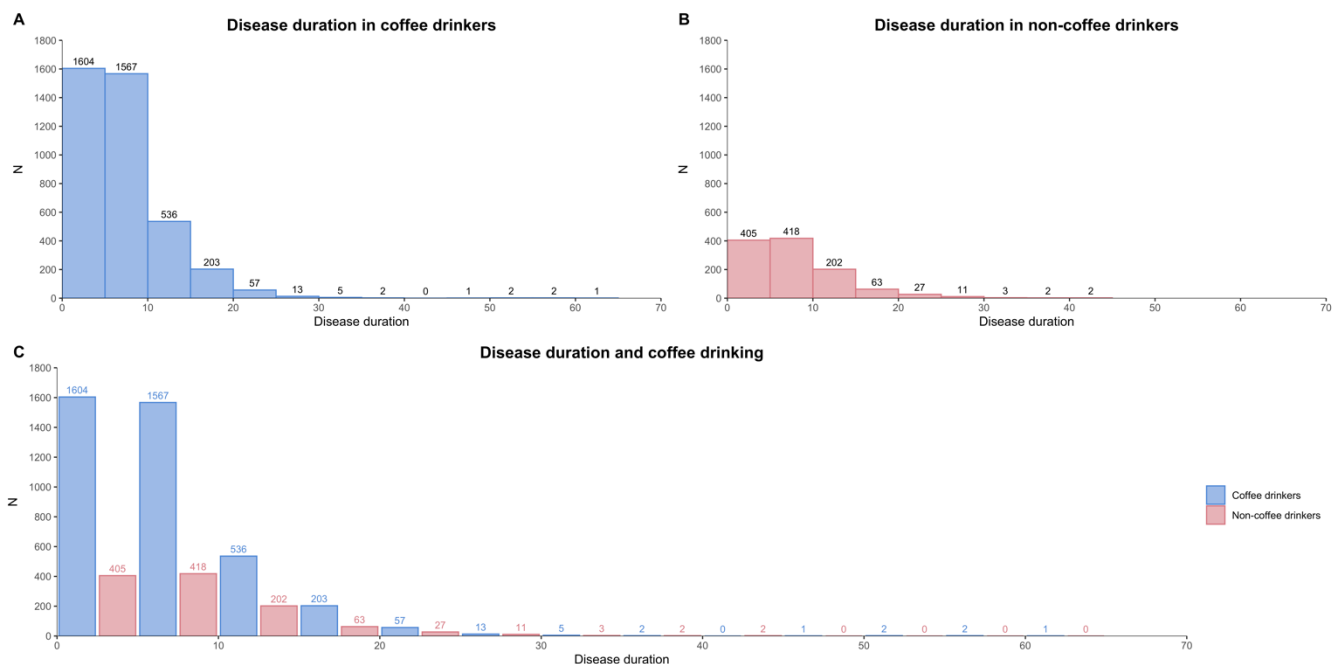 A
Disease duration in coffee drinkers
1800
1600
1400
1200
1000
800
600
400
200
0
N
1604 1567 536 203 57 13 5 2 0 1 2 2 1
0 10 20 30 40 50 60 70
Disease duration
B
Disease duration in non-coffee drinkers
1800
1600
1400
1200
1000
800
600
400
200
0
N
405 418 202 63 27 11 3 2 2
0 10 20 30 40 50 60 70
Disease duration
C
Disease duration and coffee drinking
1800
1600
1400
1200
1000
800
600
400
200
0
N
1604 405 1567 418 536 202 203 63 57 27 13 11 5 3 2 2 0 2 1 0 2 0 2 0 1 0
0 10 20 30 40 50 60 70
Disease duration
Coffee drinkers
Non-coffee drinkers